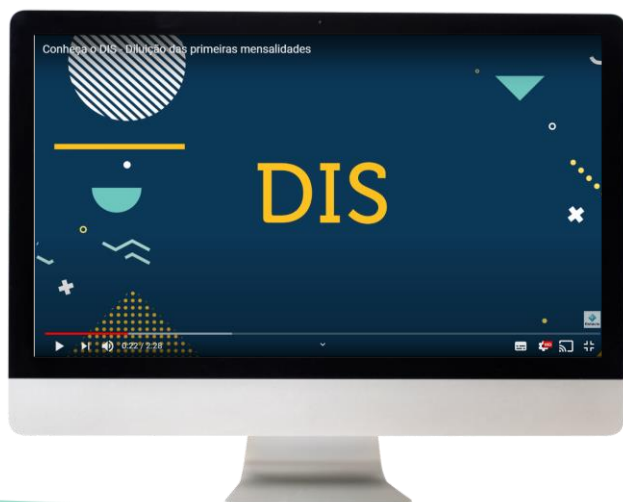 Conheça o DIS - Diluição das primeiras mensalidades
DIS
0:22 / 2:28